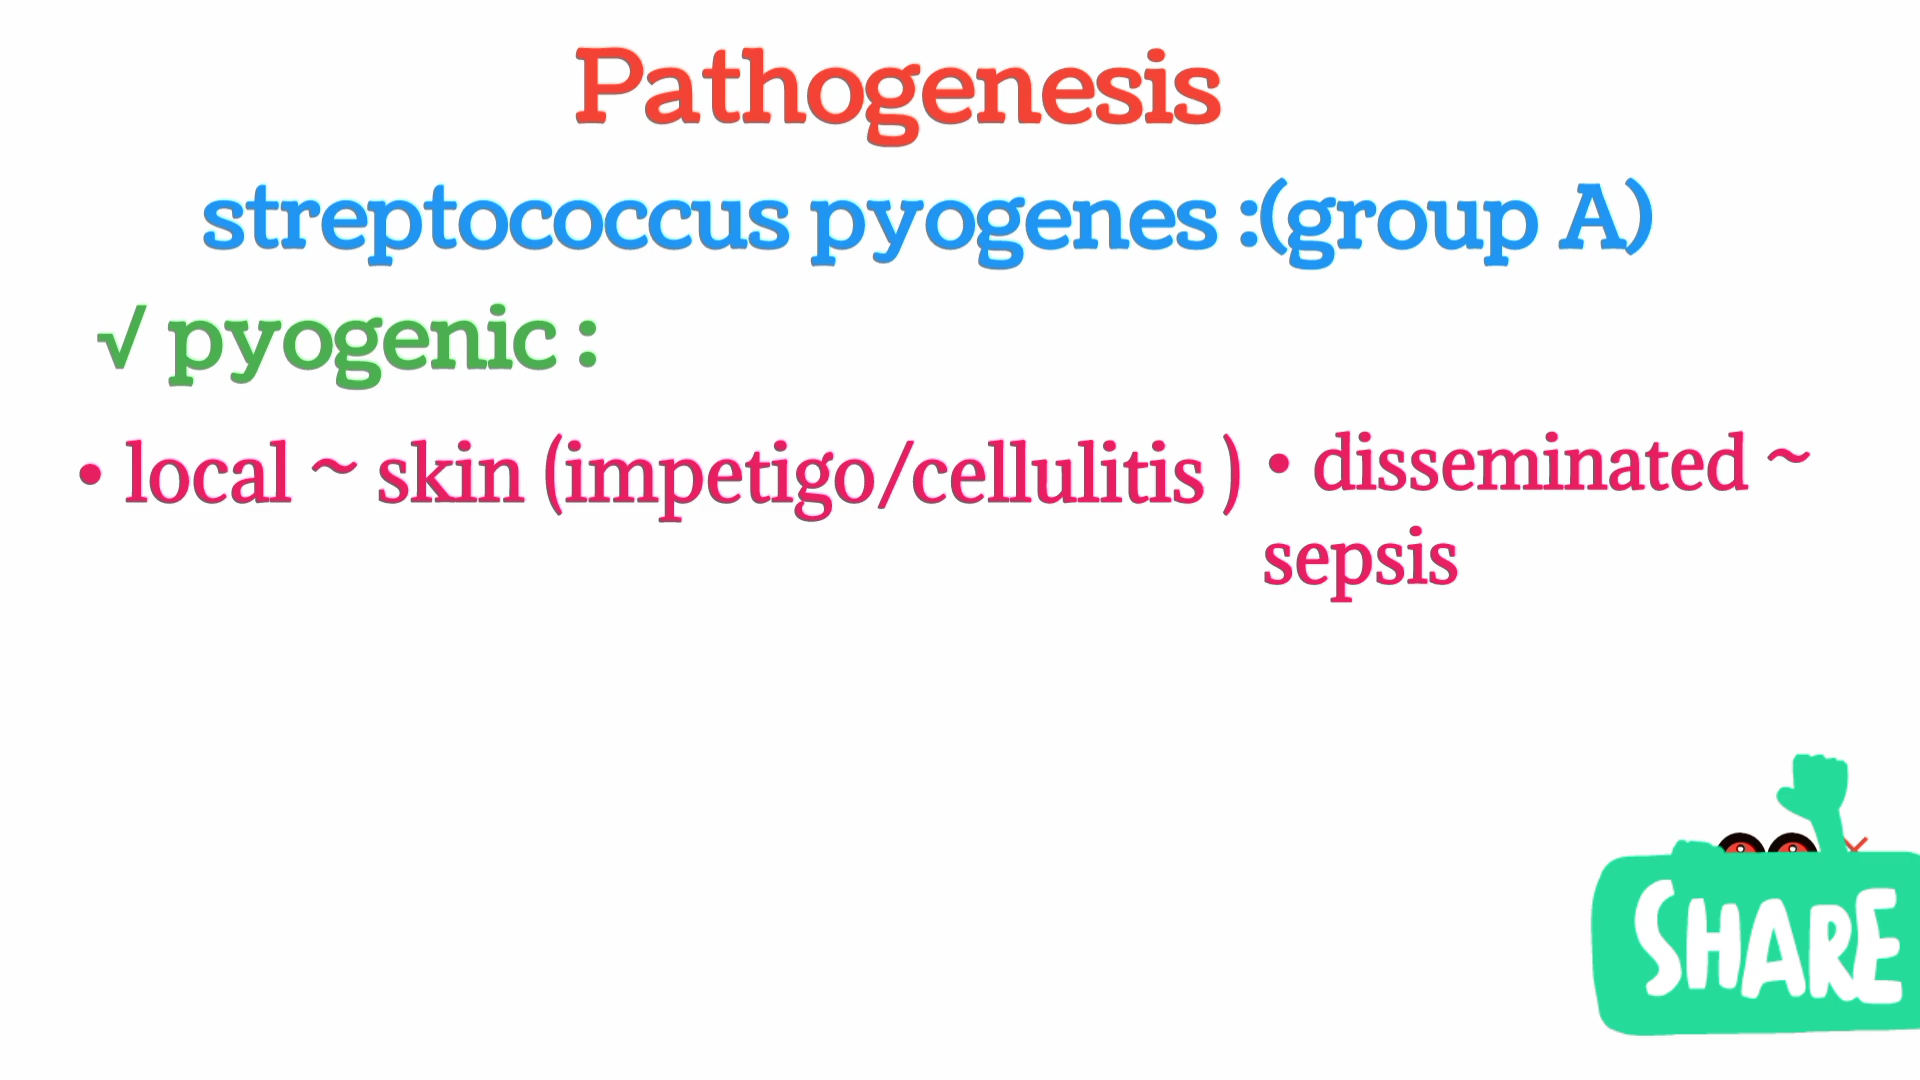 Pathogenesis
streptococcus pyogenes :(group A)
√ pyogenic :
• local ~ skin (impetigo/cellulitis )
• disseminated ~
sepsis
SHARE